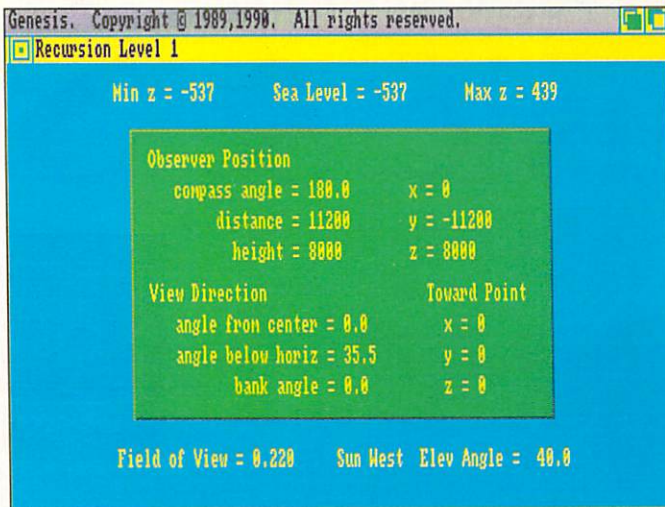 Genesis. Copyright © 1989,1990. All rights reserved.
Recursion Level 1
Min z = -537 Sea Level = -537 Max z = 439
Observer Position
compass angle = 180.0 x = 0
distance = 11200 y = -11200
height = 8000 z = 8000
View Direction Toward Point
angle from center = 0.0 x = 0
angle below horiz = 35.5 y = 0
bank angle = 0.0 z = 0
Field of View = 0.220 Sun West Elev Angle = 40.0